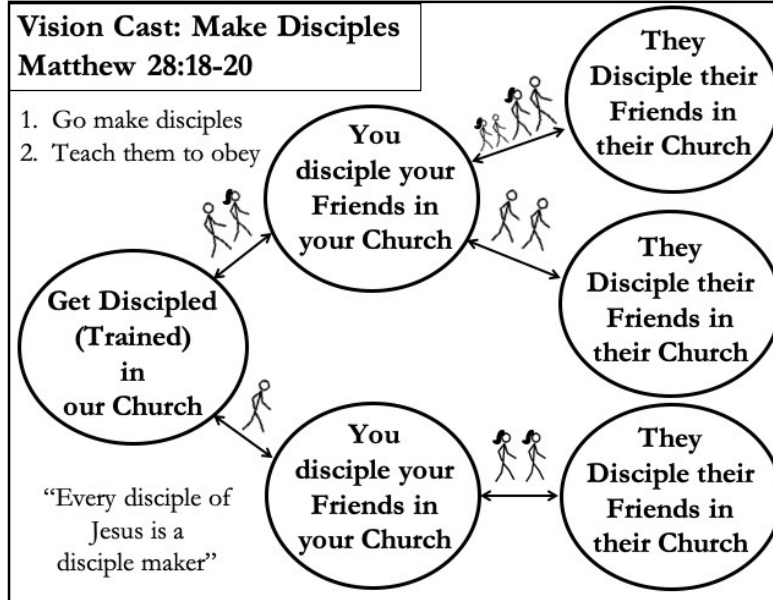 Vision Cast: Make Disciples
Matthew 28:18-20
1. Go make disciples
2. Teach them to obey
Get Discipled
(Trained)
in
our Church
You
disciple your
Friends in
your Church
They
Disciple their
Friends in
their Church
They
Disciple their
Friends in
their Church
You
disciple your
Friends in
your Church
They
Disciple their
Friends in
their Church
“Every disciple of
Jesus is a
disciple maker”